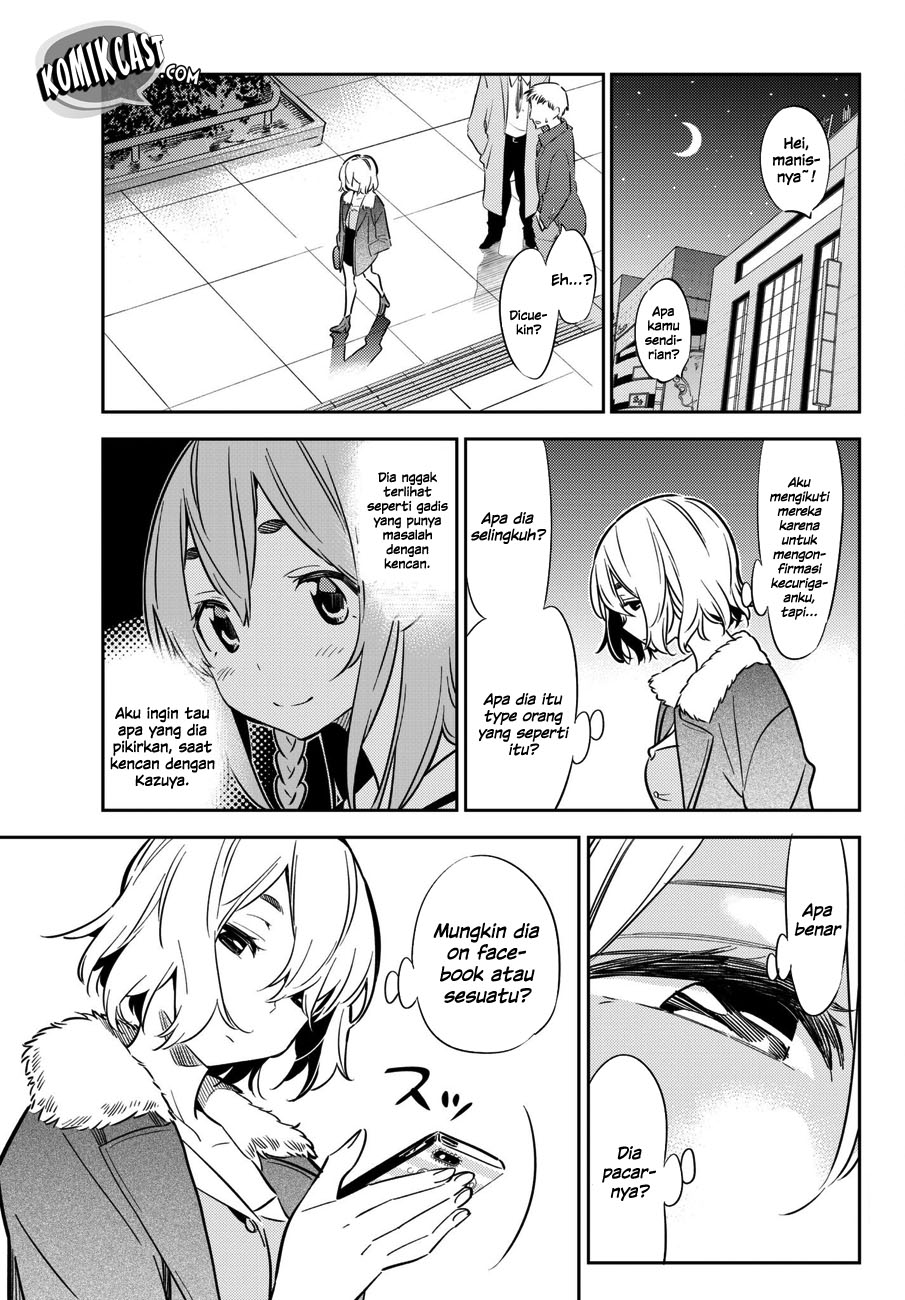 KOMIKCAST
.COM
Hei,
manis-
nya~!
Apa
kamu
sendi-
rian?
Eh...?
Dicue-
kin?
Aku
mengikuti
mereka
karena
untuk
mengon-
firmasi
kecuriga-
anku,
tapi...
Apa dia
selingkuh?
Apa dia itu
type orang
yang seperti
itu?
Dia nggak
terlihat
seperti gadis
yang punya
masalah
dengan
kencan.
Aku ingin tau
apa yang dia
pikirkan, saat
kencan dengan
Kazuya.
Apa
benar
Dia
pacar-
nya?
Mungkin dia
on face-
book atau
sesuatu?
スッ